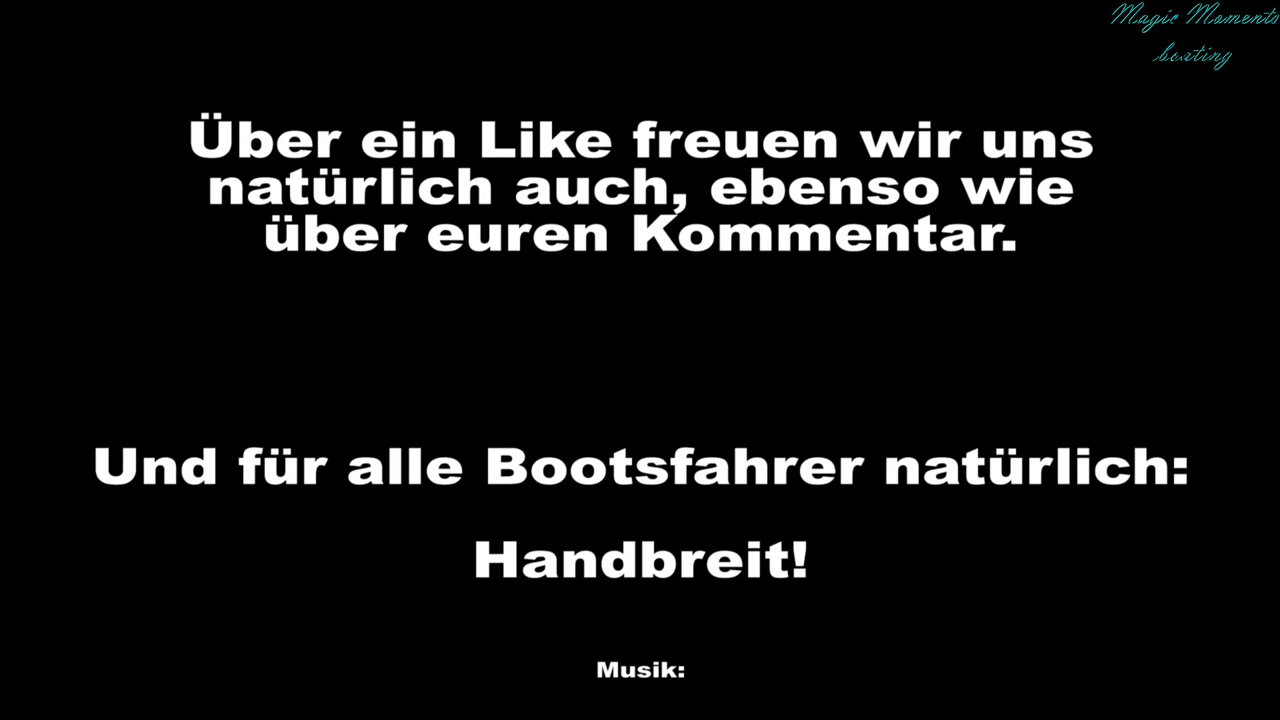 Magic Moments
boating
Über ein Like freuen wir uns
natürlich auch, ebenso wie
über euren Kommentar.
Und für alle Bootsfahrer natürlich:
Handbreit!
Musik: